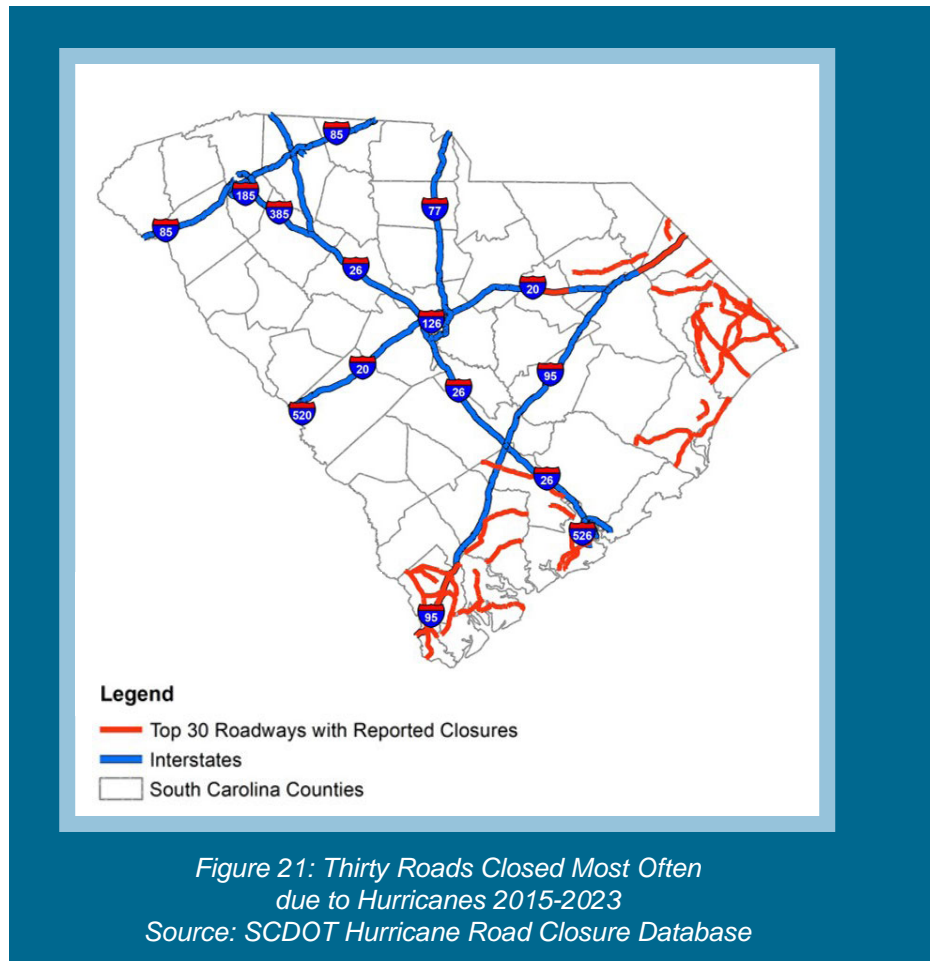 85
185
385
85
77
26
20
126
20
26
95
520
26
526
95
Legend
Top 30 Roadways with Reported Closures
Interstates
South Carolina Counties
Figure 21: Thirty Roads Closed Most Often
due to Hurricanes 2015-2023
Source: SCDOT Hurricane Road Closure Database